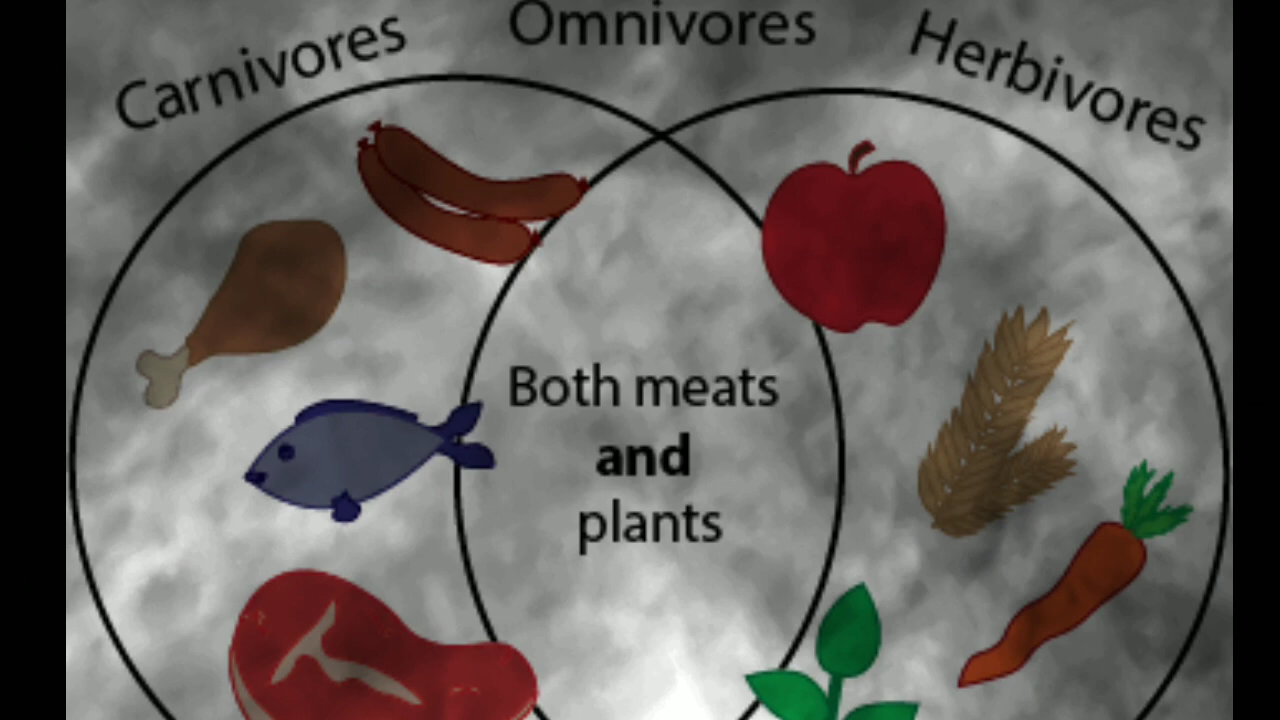 Carnivores
Omnivores
Herbivores
Both meats
and
plants